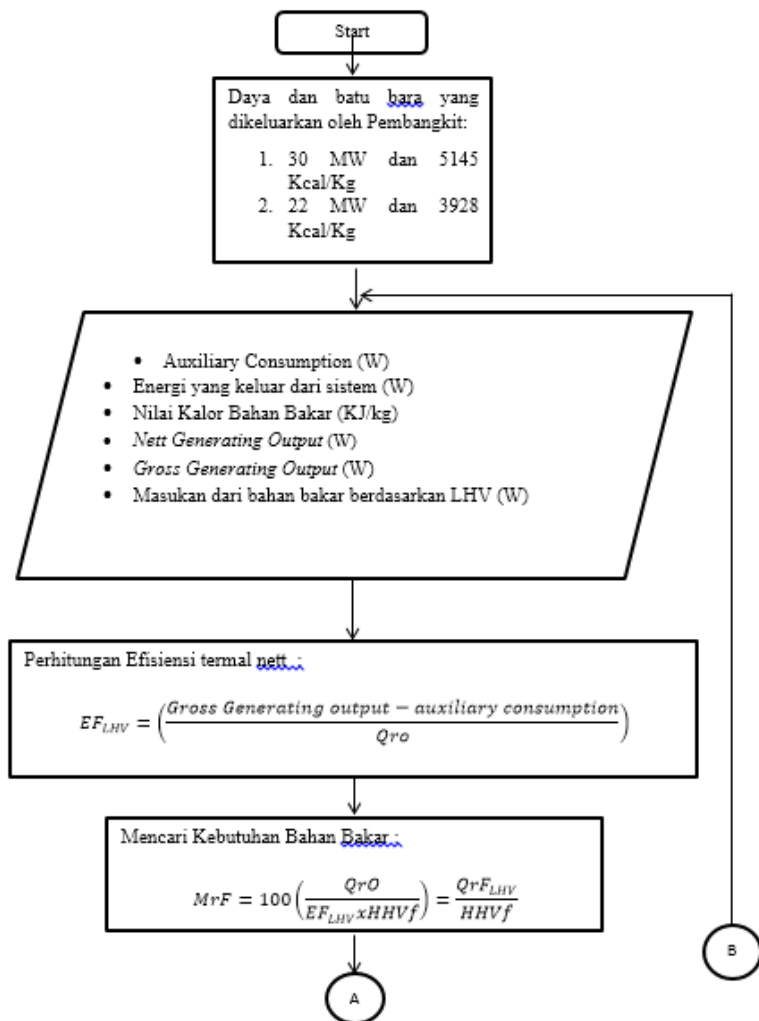 Start
Daya dan batu bara yang
dikeluarkan oleh Pembangkit:
1. 30 MW dan 5145
Kcal/Kg
2. 22 MW dan 3928
Kcal/Kg
• Auxiliary Consumption (W)
• Energi yang keluar dari sistem (W)
• Nilai Kalor Bahan Bakar (KJ/kg)
• Nett Generating Output (W)
• Gross Generating Output (W)
• Masukan dari bahan bakar berdasarkan LHV (W)
Perhitungan Efisiensi termal nett :
EF_LHV = (Gross Generating output − auxiliary consumption / Qro)
Mencari Kebutuhan Bahan Bakar :
MrF = 100 (QrO / EF_LHV xHHVf) = QrF_LHV / HHVf
B
A